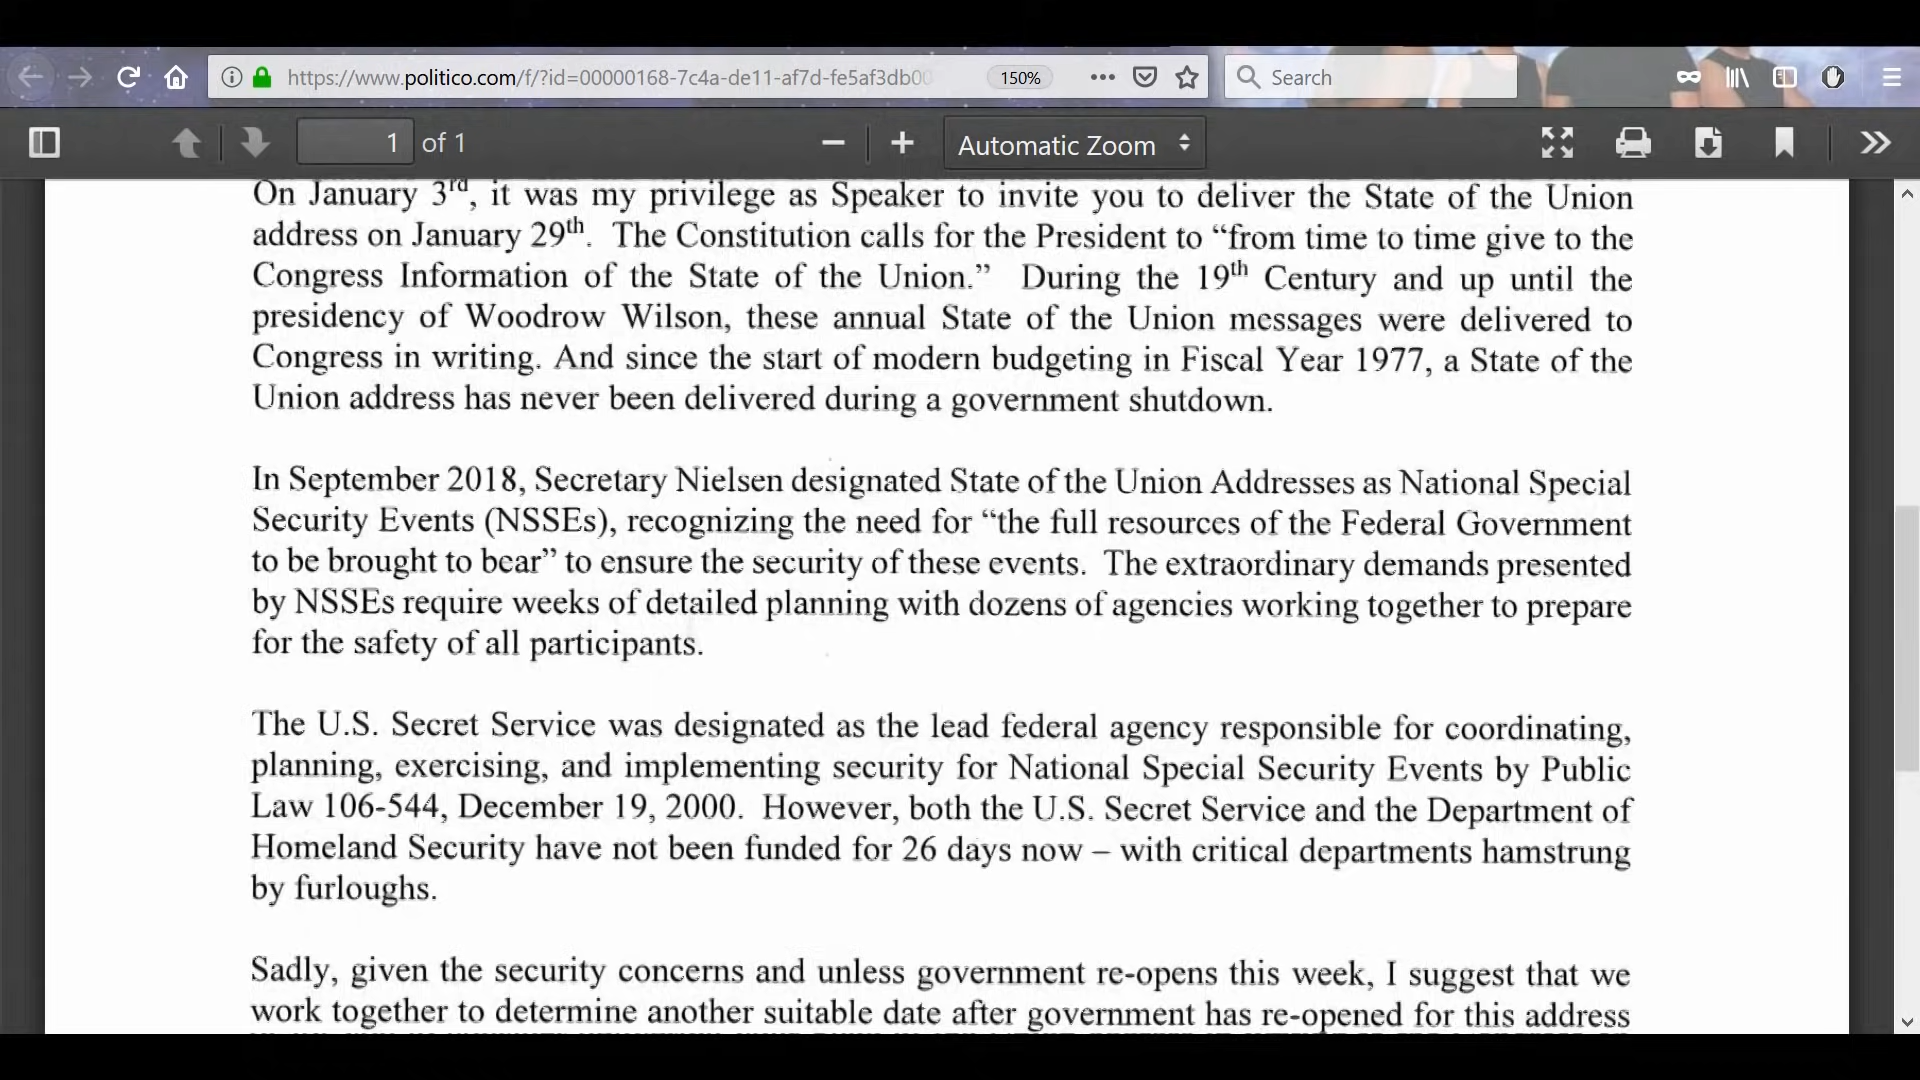 https://www.politico.com/f/?id=00000168-7c4a-de11-af7d-fe5af3db00
150%
Search
1 of 1
Automatic Zoom
On January 3rd, it was my privilege as Speaker to invite you to deliver the State of the Union
address on January 29th. The Constitution calls for the President to “from time to time give to the
Congress Information of the State of the Union.” During the 19th Century and up until the
presidency of Woodrow Wilson, these annual State of the Union messages were delivered to
Congress in writing. And since the start of modern budgeting in Fiscal Year 1977, a State of the
Union address has never been delivered during a government shutdown.
In September 2018, Secretary Nielsen designated State of the Union Addresses as National Special
Security Events (NSSEs), recognizing the need for “the full resources of the Federal Government
to be brought to bear” to ensure the security of these events. The extraordinary demands presented
by NSSEs require weeks of detailed planning with dozens of agencies working together to prepare
for the safety of all participants.
The U.S. Secret Service was designated as the lead federal agency responsible for coordinating,
planning, exercising, and implementing security for National Special Security Events by Public
Law 106-544, December 19, 2000. However, both the U.S. Secret Service and the Department of
Homeland Security have not been funded for 26 days now – with critical departments hamstrung
by furloughs.
Sadly, given the security concerns and unless government re-opens this week, I suggest that we
work together to determine another suitable date after government has re-opened for this address